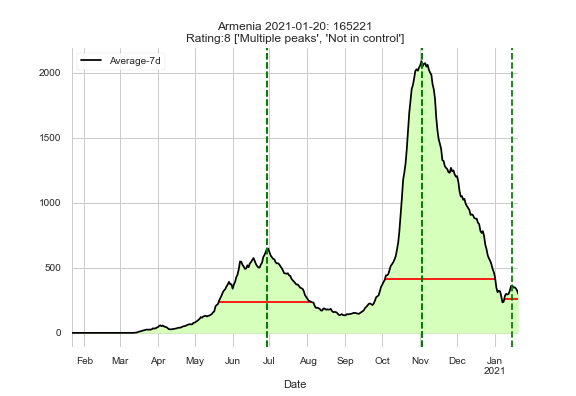 Armenia 2021-01-20: 165221
Rating:8 ['Multiple peaks', 'Not in control']
Average-7d
2000
1500
1000
500
0
Feb Mar Apr May Jun Jul Aug Sep Oct Nov Dec Jan
2021
Date